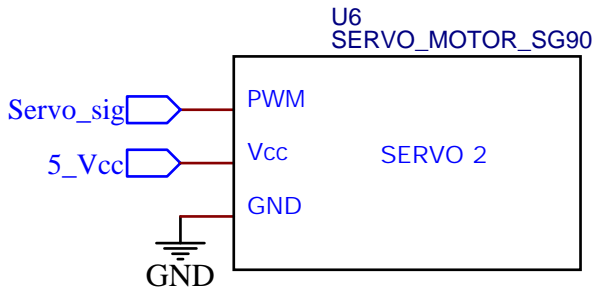 U6
SERVO_MOTOR_SG90
Servo_sig
PWM
5_Vcc
Vcc
SERVO 2
GND
GND